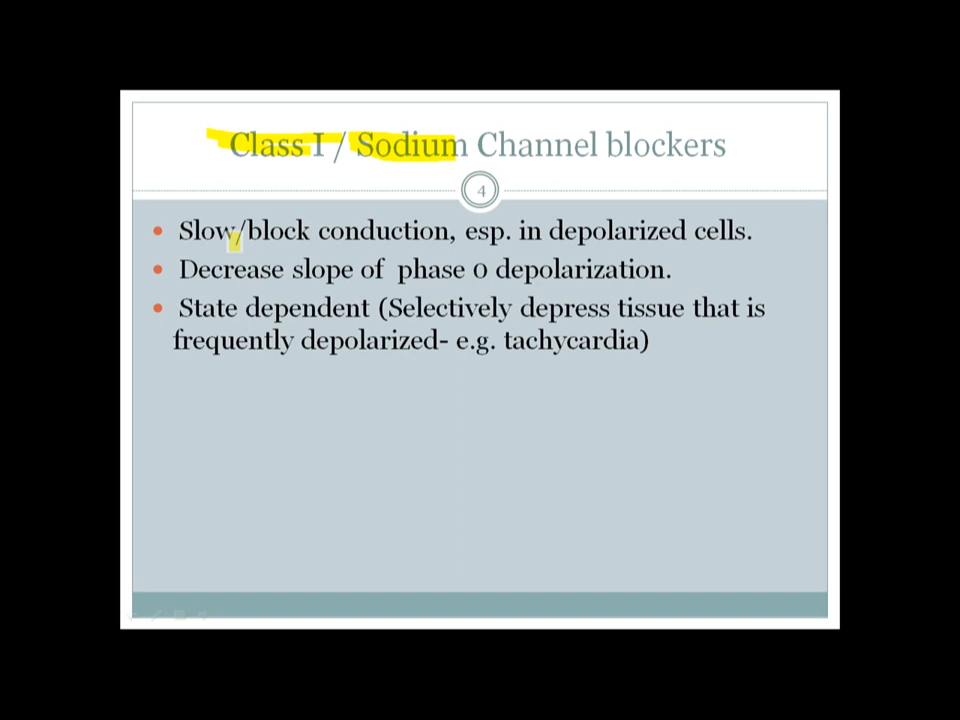 Class I / Sodium Channel blockers
4
Slow/block conduction, esp. in depolarized cells.
Decrease slope of phase 0 depolarization.
State dependent (Selectively depress tissue that is
frequently depolarized- e.g. tachycardia)